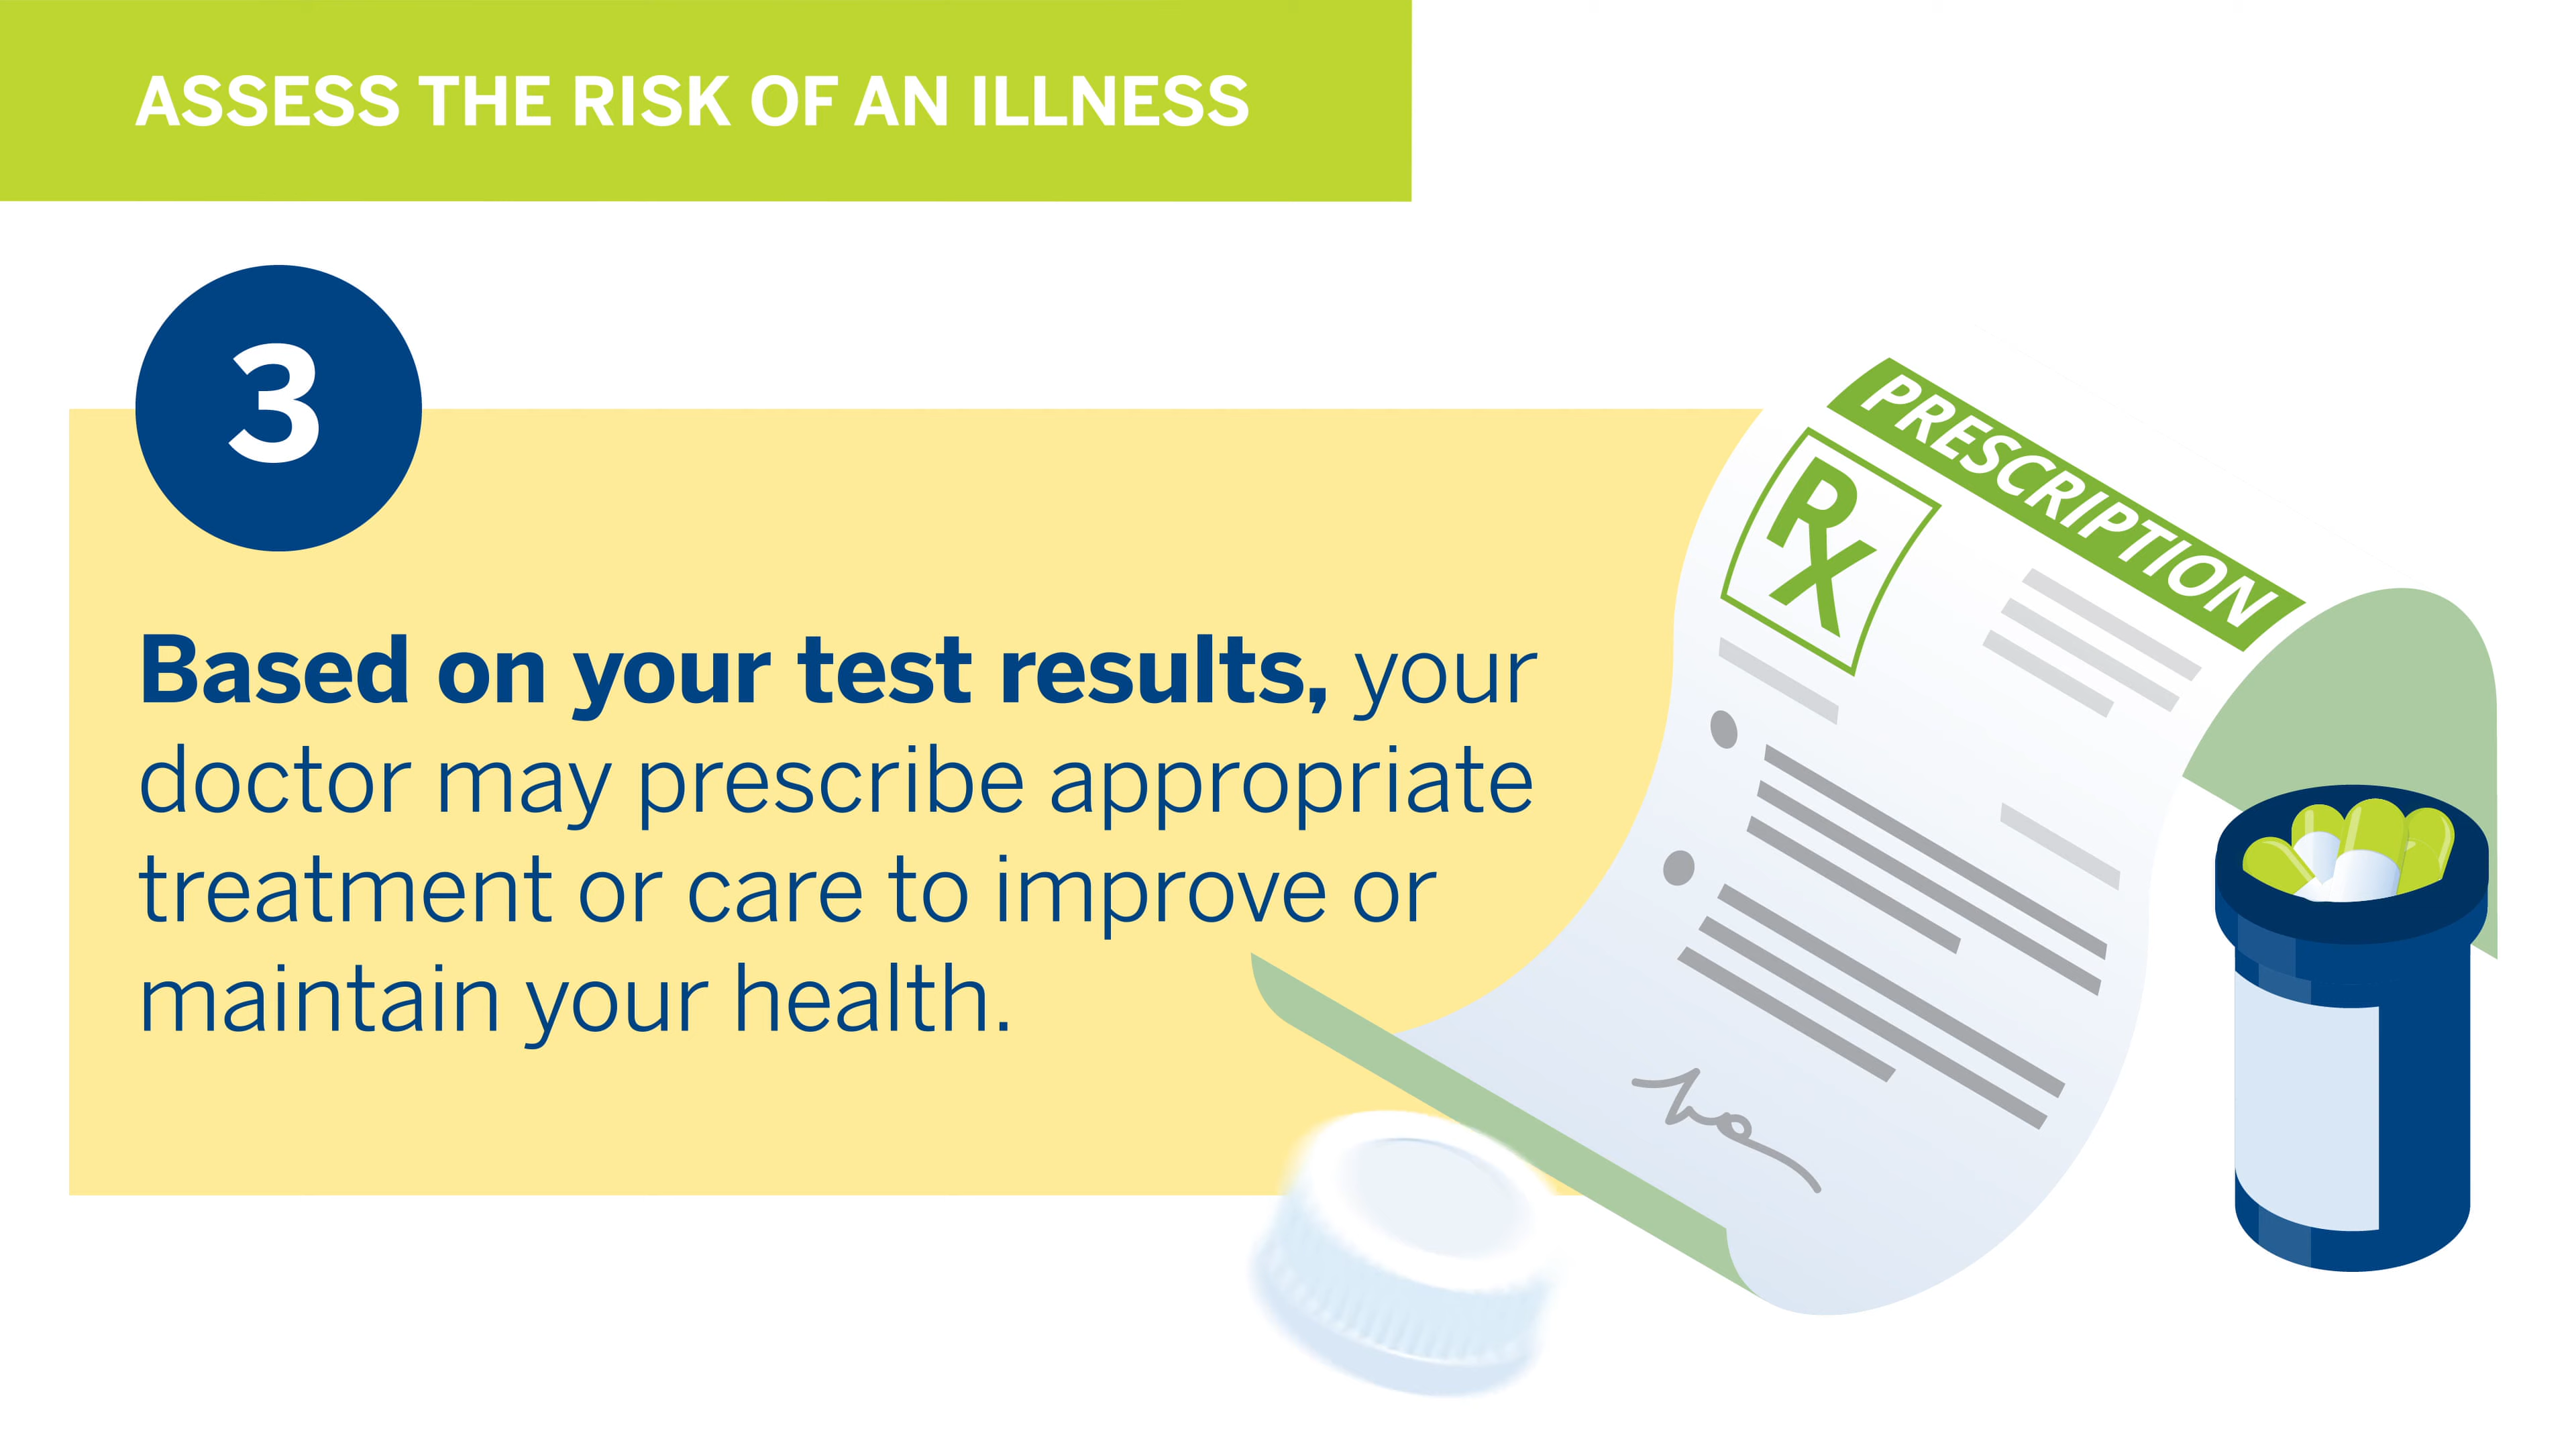 ASSESS THE RISK OF AN ILLNESS
3
Based on your test results, your
doctor may prescribe appropriate
treatment or care to improve or
maintain your health.
PRESCRIPTION
RX